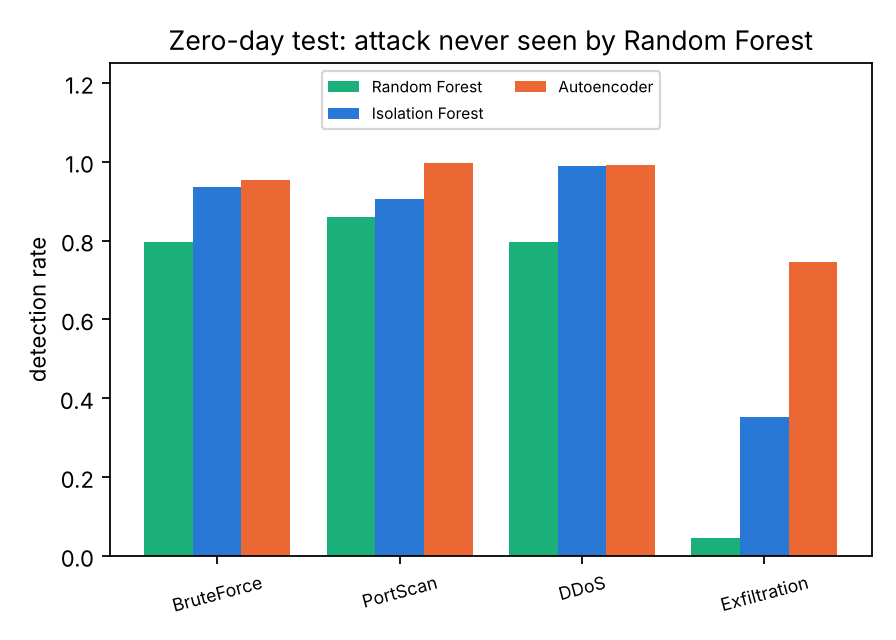 Zero-day test: attack never seen by Random Forest
Random Forest
Isolation Forest
Autoencoder
detection rate
1.2
1.0
0.8
0.6
0.4
0.2
0.0
BruteForce
PortScan
DDoS
Exfiltration